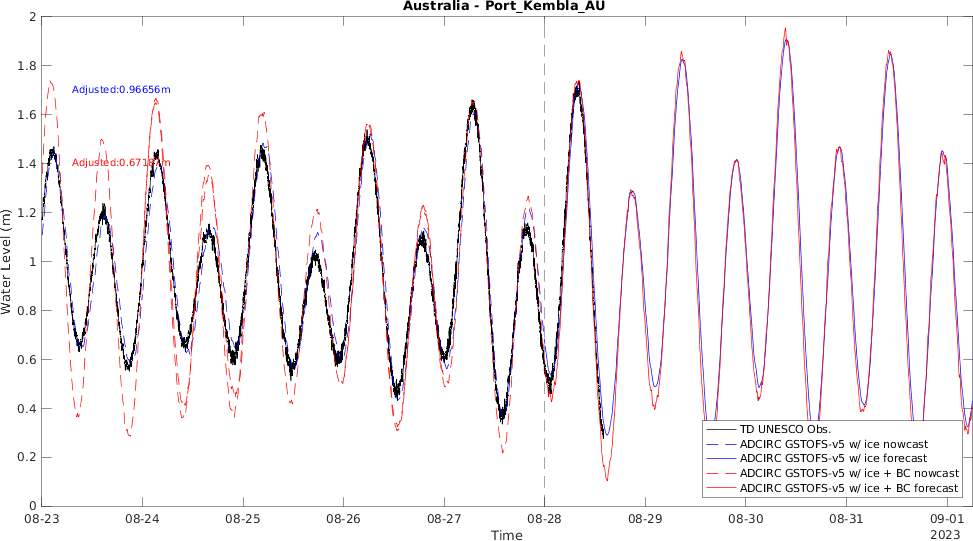 Australia - Port_Kembla_AU
2
1.8
1.6
1.4
1.2
1
0.8
0.6
0.4
0.2
0
Water Level (m)
Adjusted:0.96656m
TD UNESCO Obs.
ADCIRC GSTOFS-v5 w/ ice nowcast
ADCIRC GSTOFS-v5 w/ ice forecast
ADCIRC GSTOFS-v5 w/ ice + BC nowcast
ADCIRC GSTOFS-v5 w/ ice + BC forecast
08-23 08-24 08-25 08-26 08-27 08-28 08-29 08-30 08-31 09-01
2023
Time